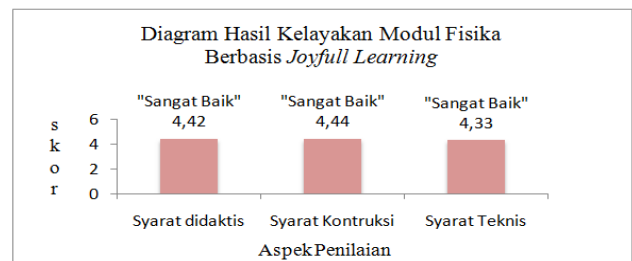 Diagram Hasil Kelayakan Modul Fisika
Berbasis Joyfull Learning
"Sangat Baik" "Sangat Baik" "Sangat Baik"
4,42 4,44 4,33
skor
6
4
2
0
Syarat didaktis Syarat Kontruksi Syarat Teknis
Aspek Penilaian